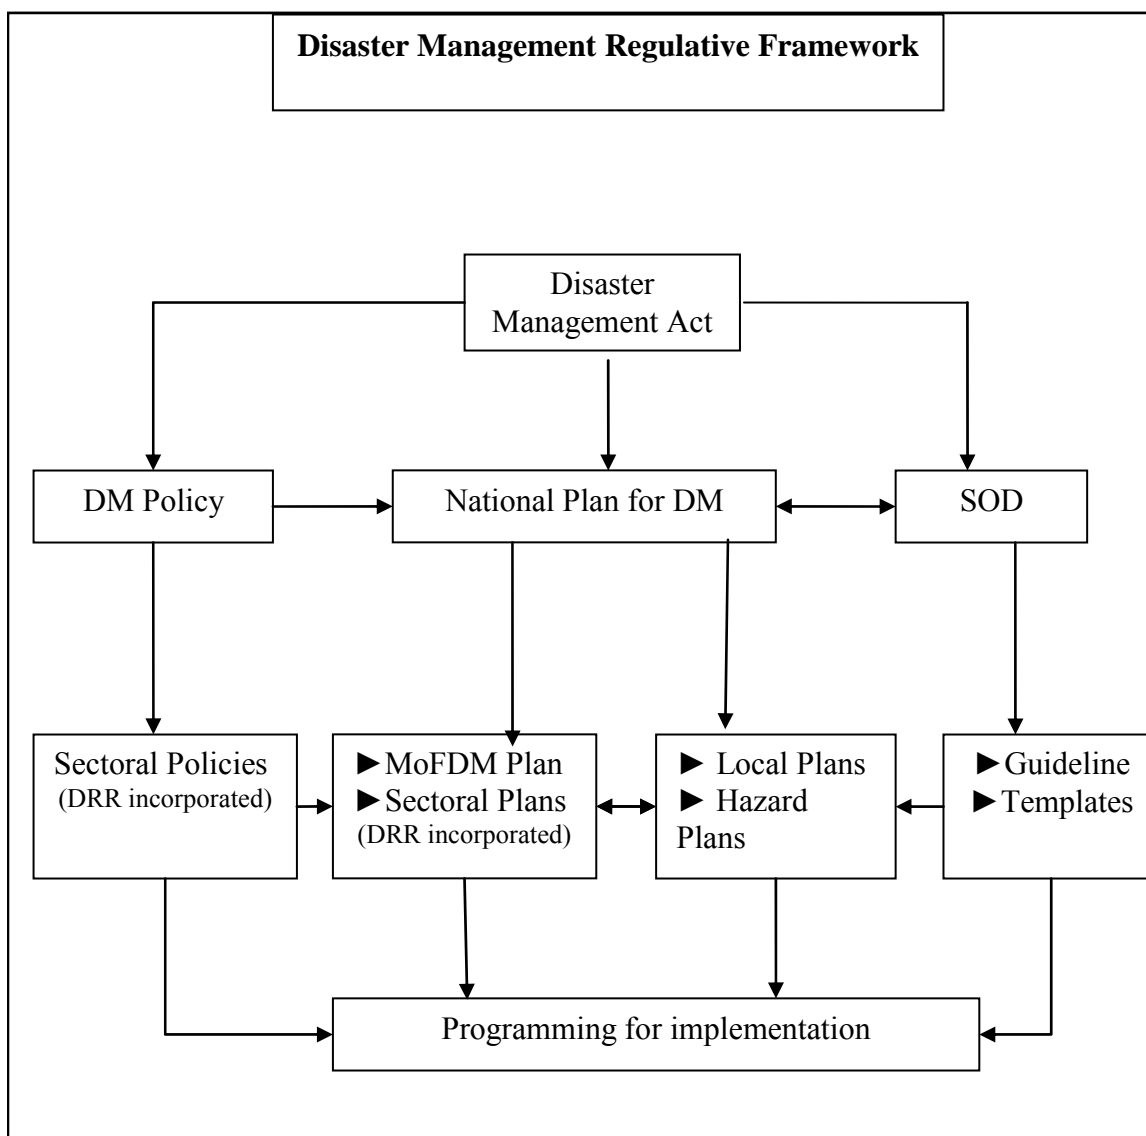 Disaster Management Regulative Framework
Disaster
Management Act
DM Policy
National Plan for DM
SOD
Sectoral Policies
(DRR incorporated)
►MoFDM Plan
►Sectoral Plans
(DRR incorporated)
► Local Plans
► Hazard
Plans
►Guideline
►Templates
Programming for implementation